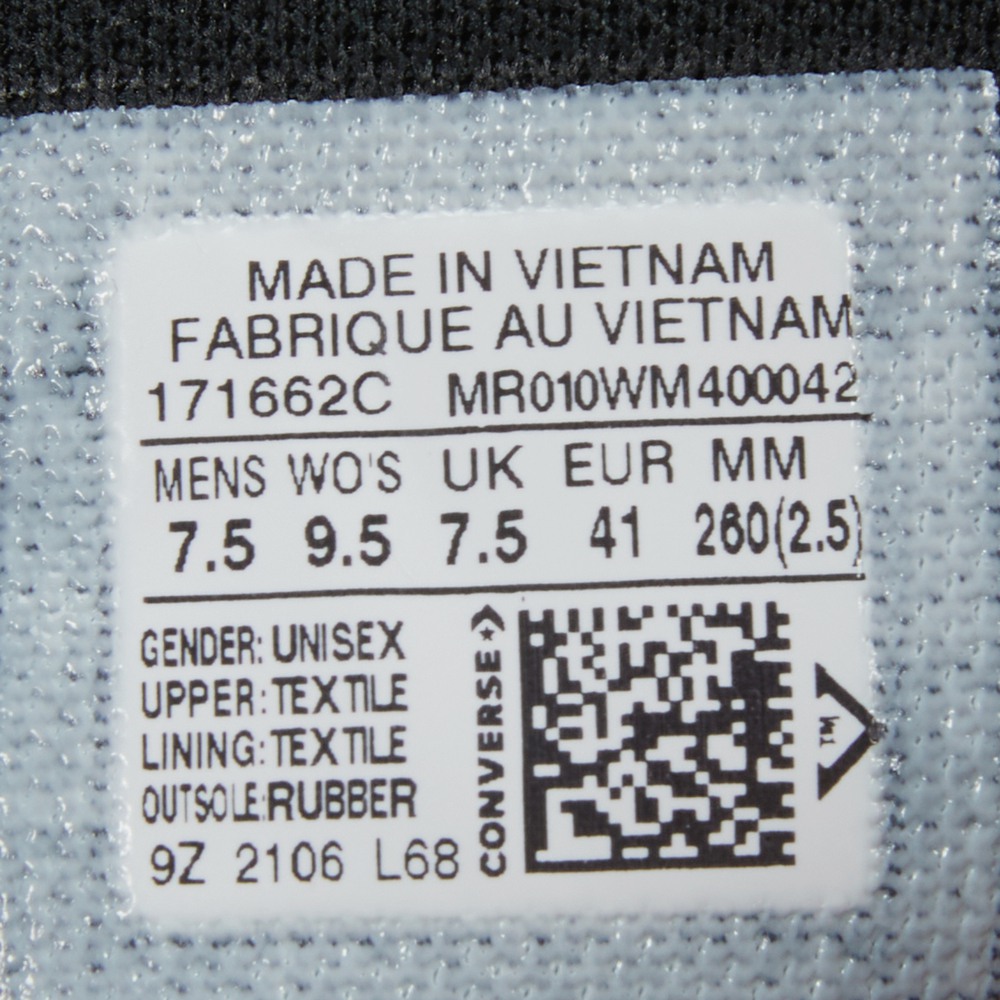 MADE IN VIETNAM
FABRIQUE AU VIETNAM
171662C MR010WM400042
MENS WO'S UK EUR MM
7.5 9.5 7.5 41 260(2.5)
GENDER: UNISEX
UPPER: TEXTILE
LINING: TEXTILE
OUTSOLE: RUBBER
9Z 2106 L68
CONVERSE